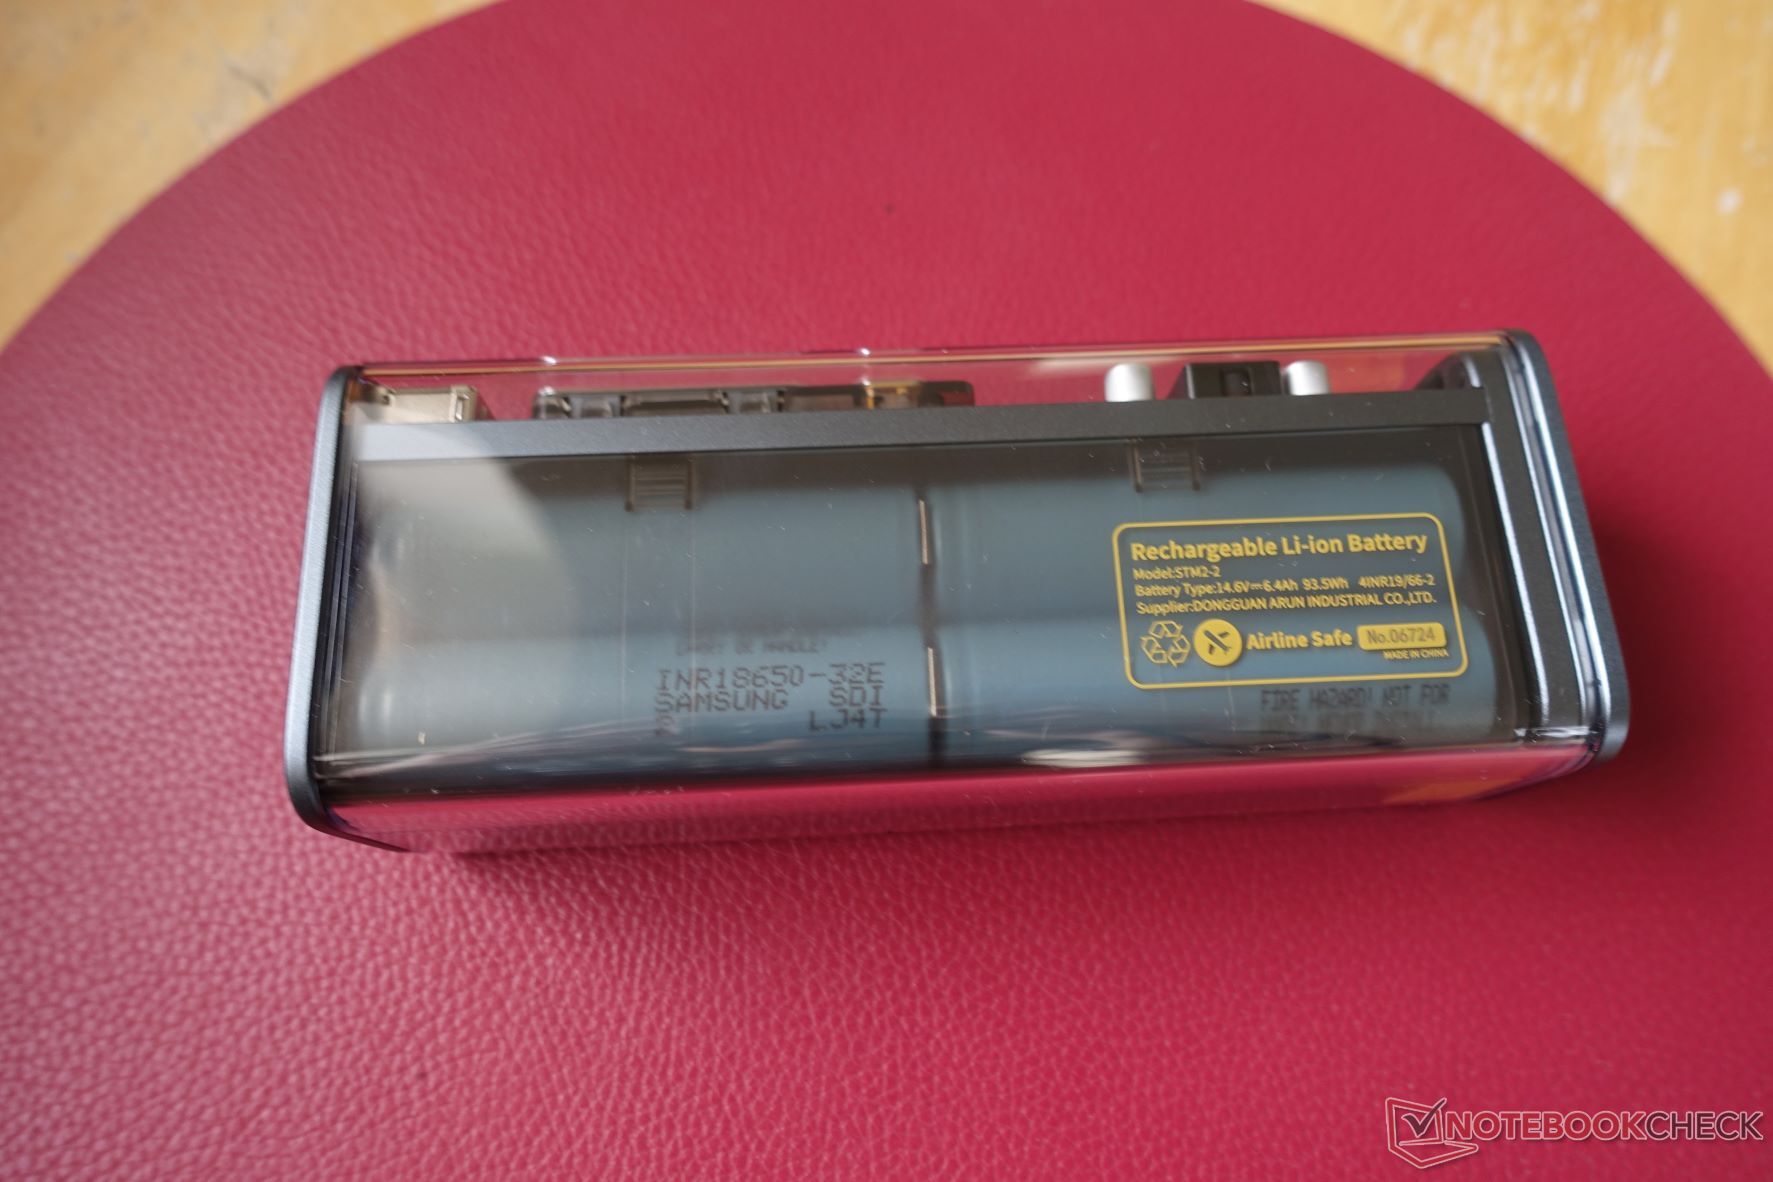 Rechargeable Li-ion Battery
Model:STM2-2
Battery Type:14.6V⎓6.4Ah 93.5Wh 4INR19/66-2
Supplier:DONGGUAN ARUN INDUSTRIAL CO.,LTD.
Airline Safe No.06724
MADE IN CHINA
OR HANDLE!
INR18650-32E
SAMSUNG SDI
LJ4T
FIRE HAZARD! NOT FOR
NOTEBOOKCHECK